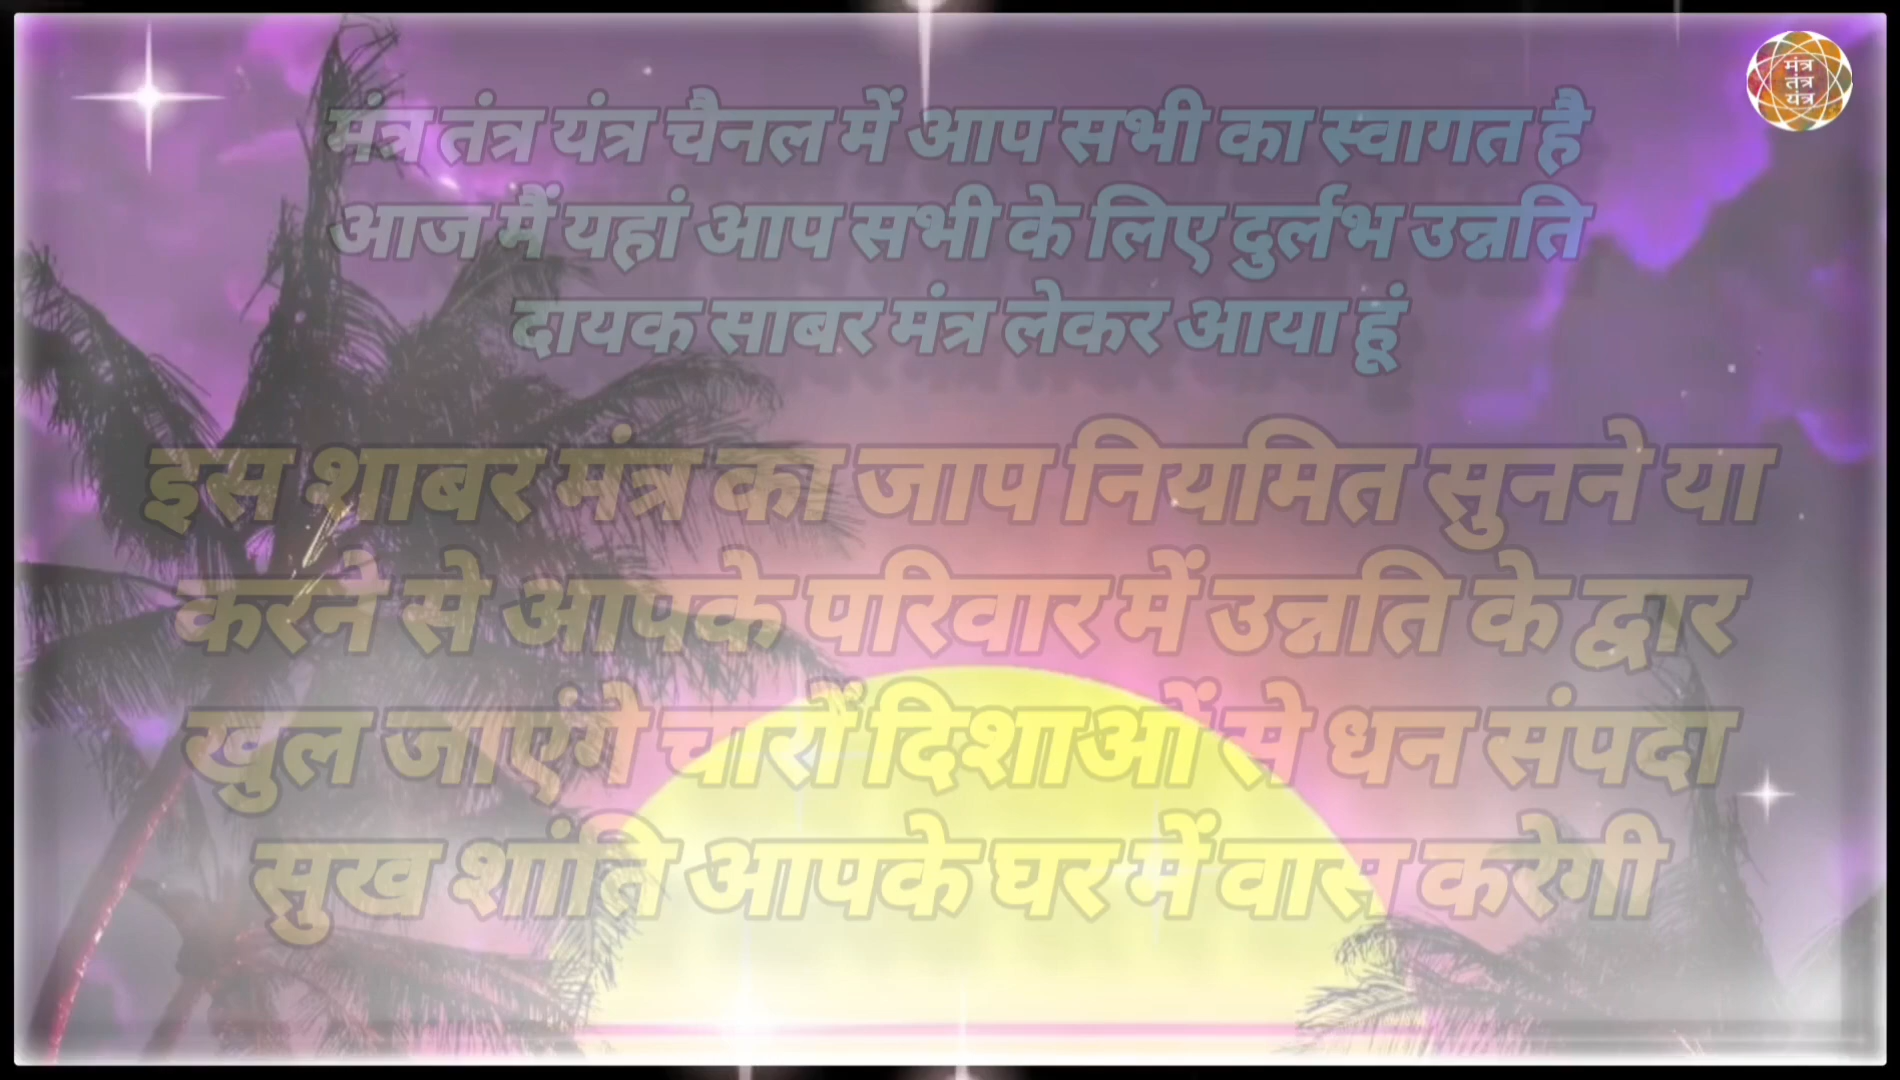 मंत्र
तंत्र
यंत्र
मंत्र तंत्र यंत्र चैनल में आप सभी का स्वागत है
आज मैं यहां आप सभी के लिए दुर्लभ उन्नति
दायक साबर मंत्र लेकर आया हूं
इस शाबर मंत्र का जाप नियमित सुनने या
करने से आपके परिवार में उन्नति के द्वार
खुल जाएंगे चारों दिशाओं से धन संपदा
सुख शांति आपके घर में वास करेगी